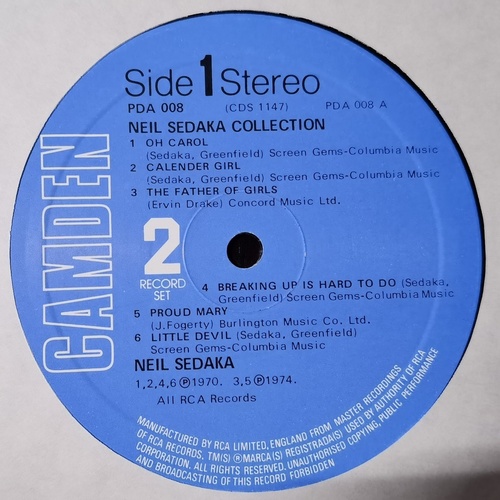 Side 1 Stereo
PDA 008 (CDS 1147) PDA 008 A
NEIL SEDAKA COLLECTION
1 OH CAROL
(Sedaka, Greenfield) Screen Gems-Columbia Music
2 CALENDER GIRL
(Sedaka, Greenfield) Screen Gems-Columbia Music
3 THE FATHER OF GIRLS
(Ervin Drake) Concord Music Ltd.
CAMDEN
2
RECORD
SET
4 BREAKING UP IS HARD TO DO (Sedaka,
Greenfield) Screen Gems-Columbia Music
5 PROUD MARY
(J.Fogerty) Burlington Music Co. Ltd.
6 LITTLE DEVIL (Sedaka, Greenfield)
Screen Gems-Columbia Music
NEIL SEDAKA
1,2,4,6 ℗ 1970. 3,5 ℗ 1974.
All RCA Records
MANUFACTURED BY RCA LIMITED, ENGLAND FROM MASTER RECORDINGS
OF RCA RECORDS. TM(S) ® MARCA(S) REGISTRADA(S) USED BY AUTHORITY OF RCA
CORPORATION. ALL RIGHTS RESERVED. UNAUTHORISED COPYING, PUBLIC PERFORMANCE
AND BROADCASTING OF THIS RECORD FORBIDDEN